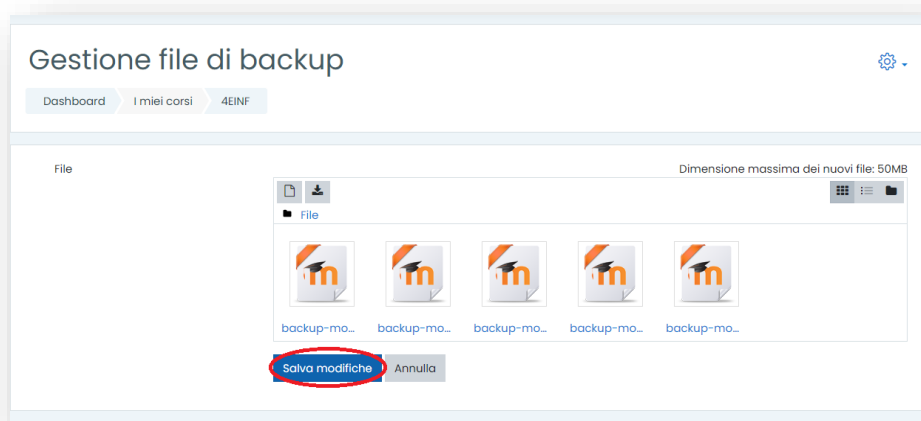 Gestione file di backup
Dashboard I miei corsi 4EINF
File Dimensione massima dei nuovi file: 50MB
File
backup-mo... backup-mo... backup-mo... backup-mo... backup-mo...
Salva modifiche Annulla